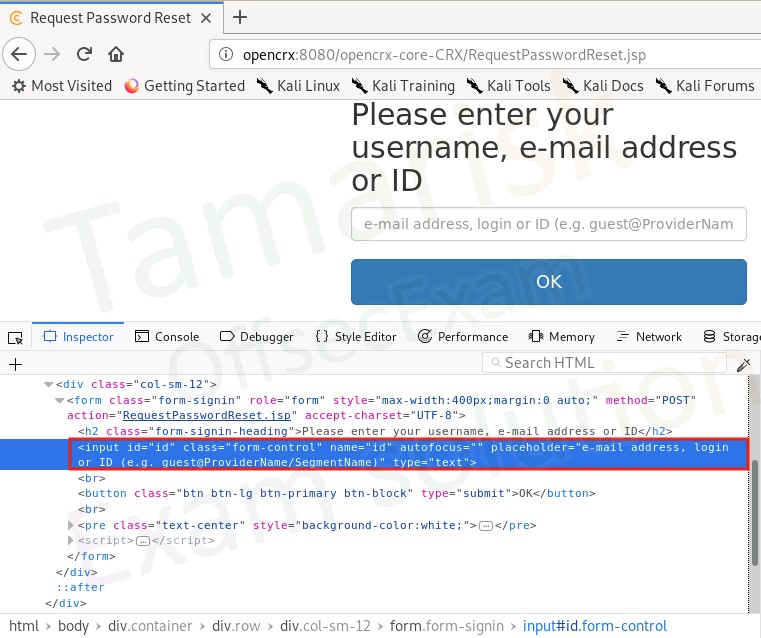 Request Password Reset
opencrx:8080/opencrx-core-CRX/RequestPasswordReset.jsp
Most Visited Getting Started Kali Linux Kali Training Kali Tools Kali Docs Kali Forums
Please enter your
username, e-mail address
or ID
e-mail address, login or ID (e.g. guest@ProviderNam
OK
Inspector Console Debugger {} Style Editor Performance Memory Network Storag
Search HTML
<div class="col-sm-12">
<form class="form-signin" role="form" style="max-width:400px;margin:0 auto;" method="POST"
action="RequestPasswordReset.jsp" accept-charset="UTF-8">
<h2 class="form-signin-heading">Please enter your username, e-mail address or ID</h2>
<input id="id" class="form-control" name="id" autofocus="" placeholder="e-mail address, login
or ID (e.g. guest@ProviderName/SegmentName)" type="text">
<br>
<button class="btn btn-lg btn-primary btn-block" type="submit">OK</button>
<br>
<pre class="text-center" style="background-color:white;">…</pre>
<script>…</script>
</form>
</div>
::after
</div>
html > body > div.container > div.row > div.col-sm-12 > form.form-signin > input#id.form-control
Tamarisk
OffsecExam
Exam solution